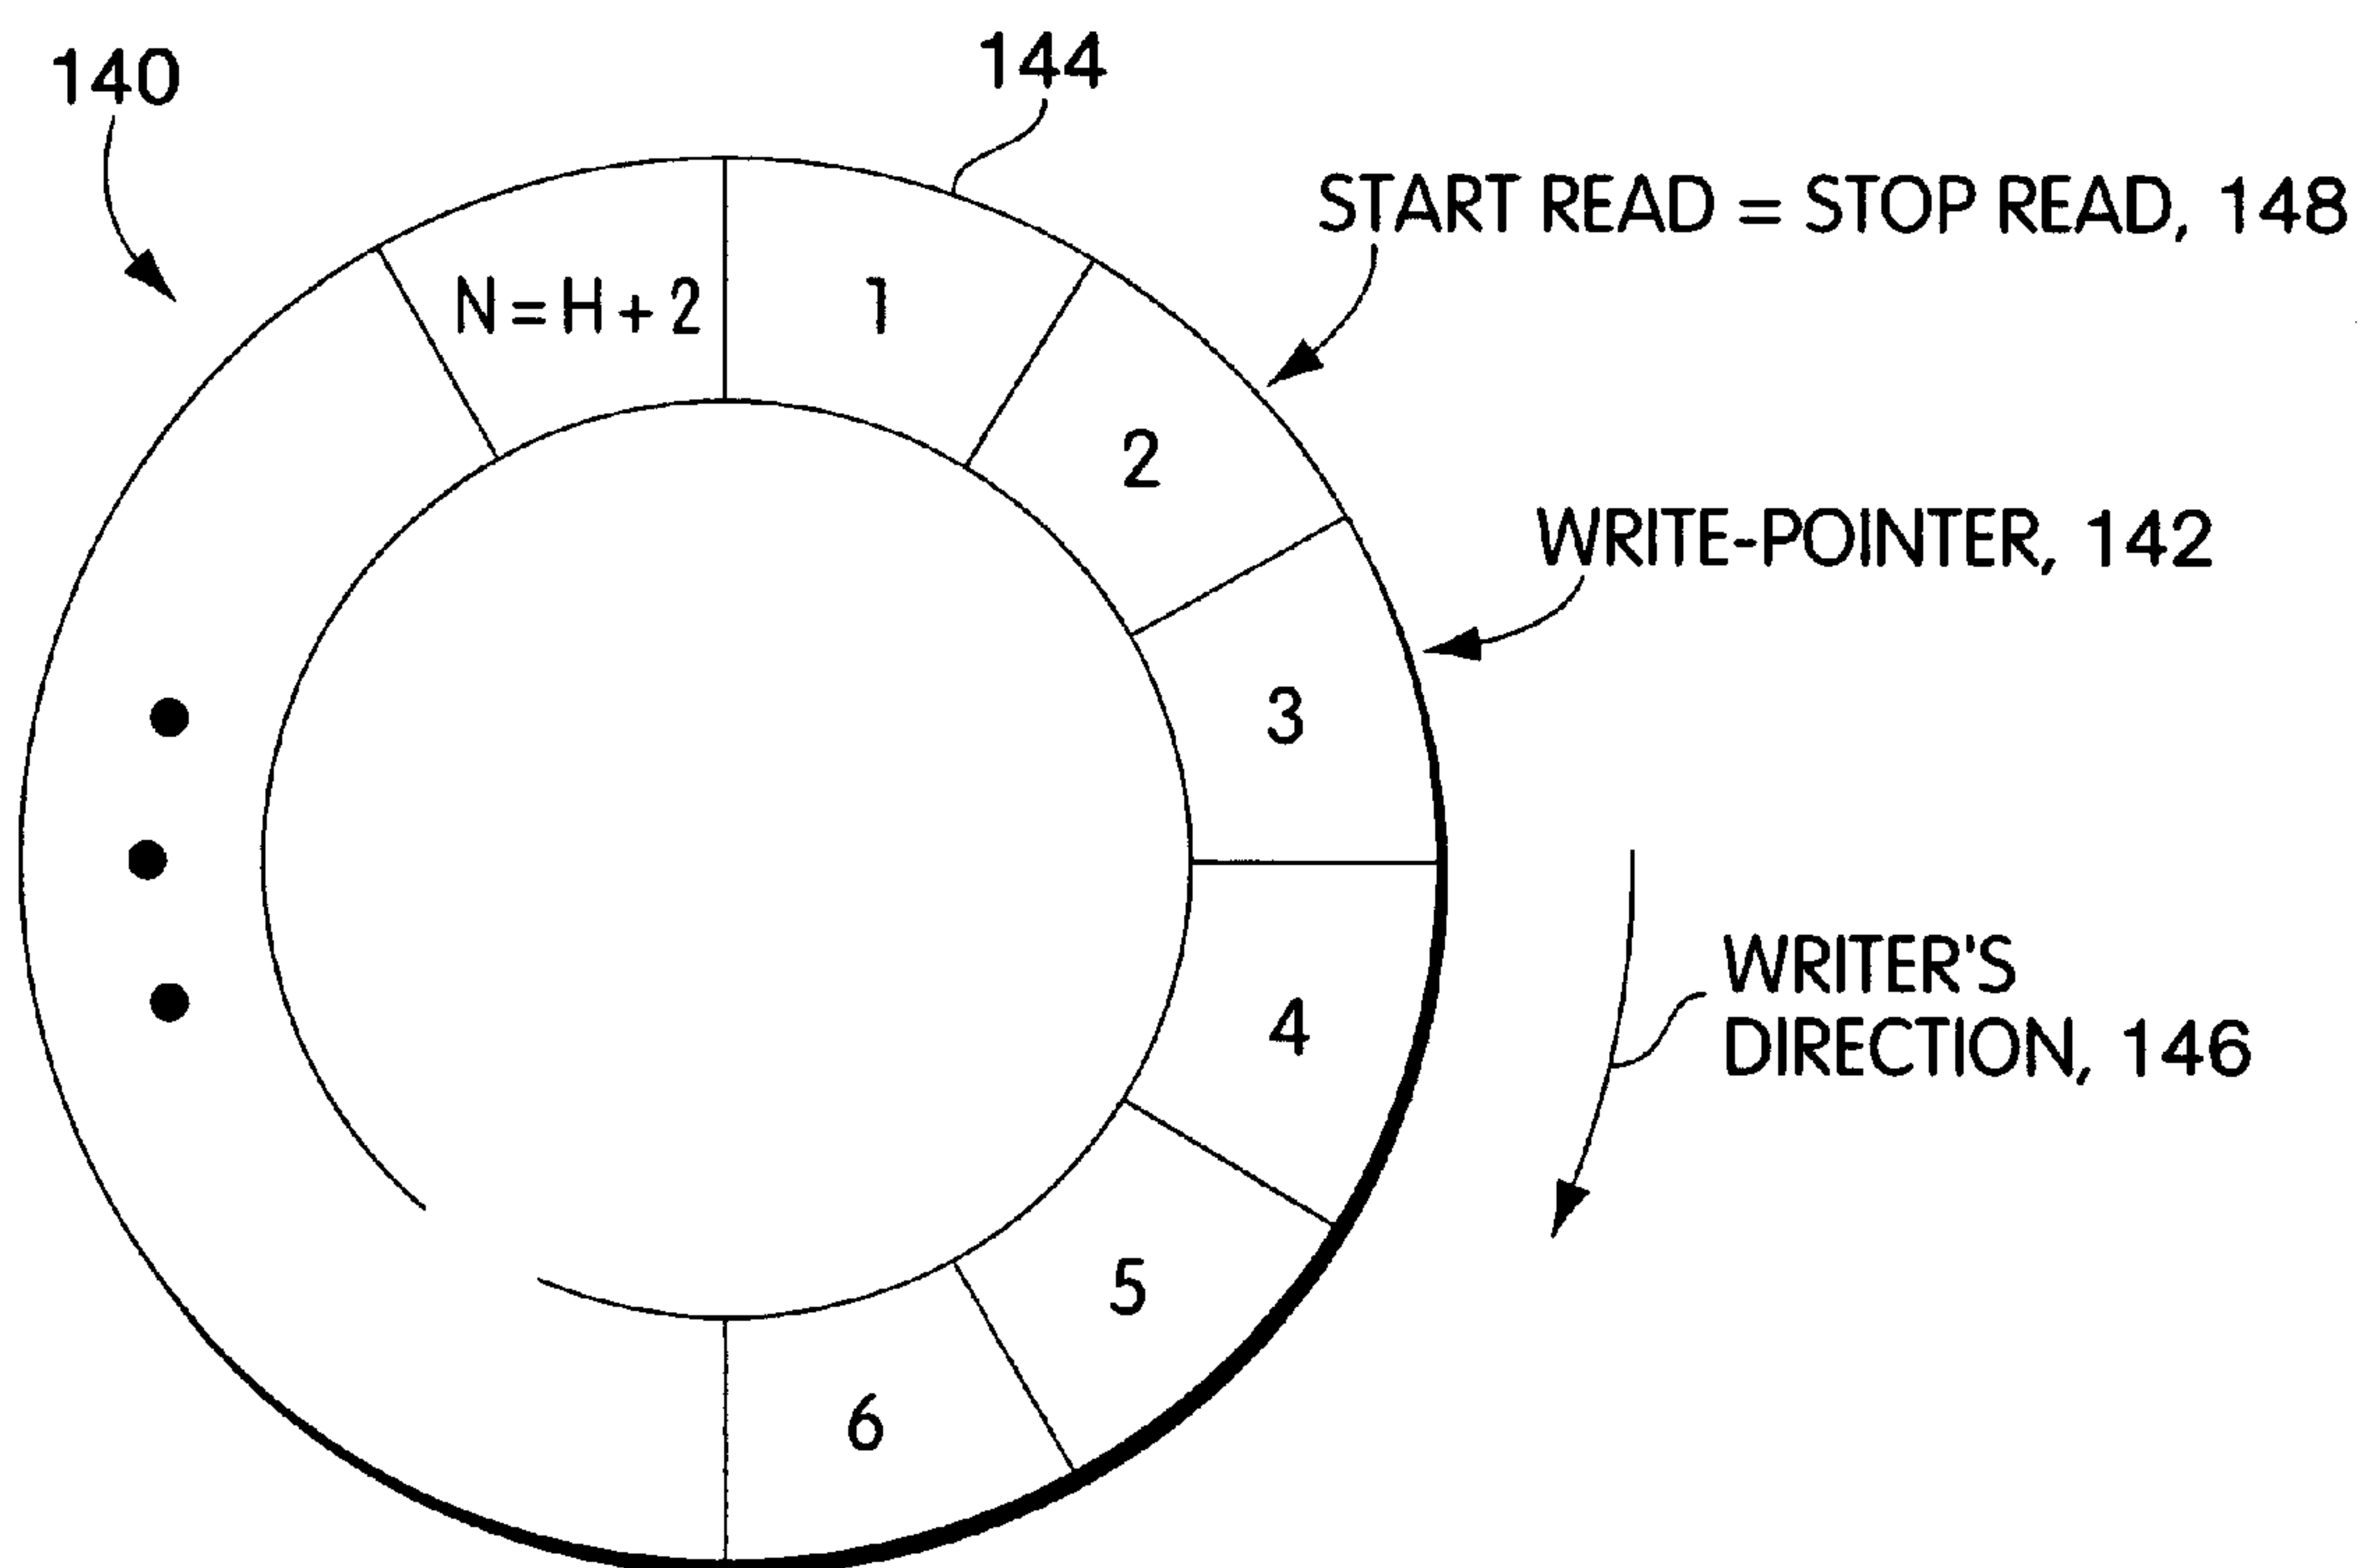 140
144
START READ = STOP READ, 148
N=H+2
1
2
WRITE-POINTER, 142
3
WRITER'S
DIRECTION, 146
4
5
6